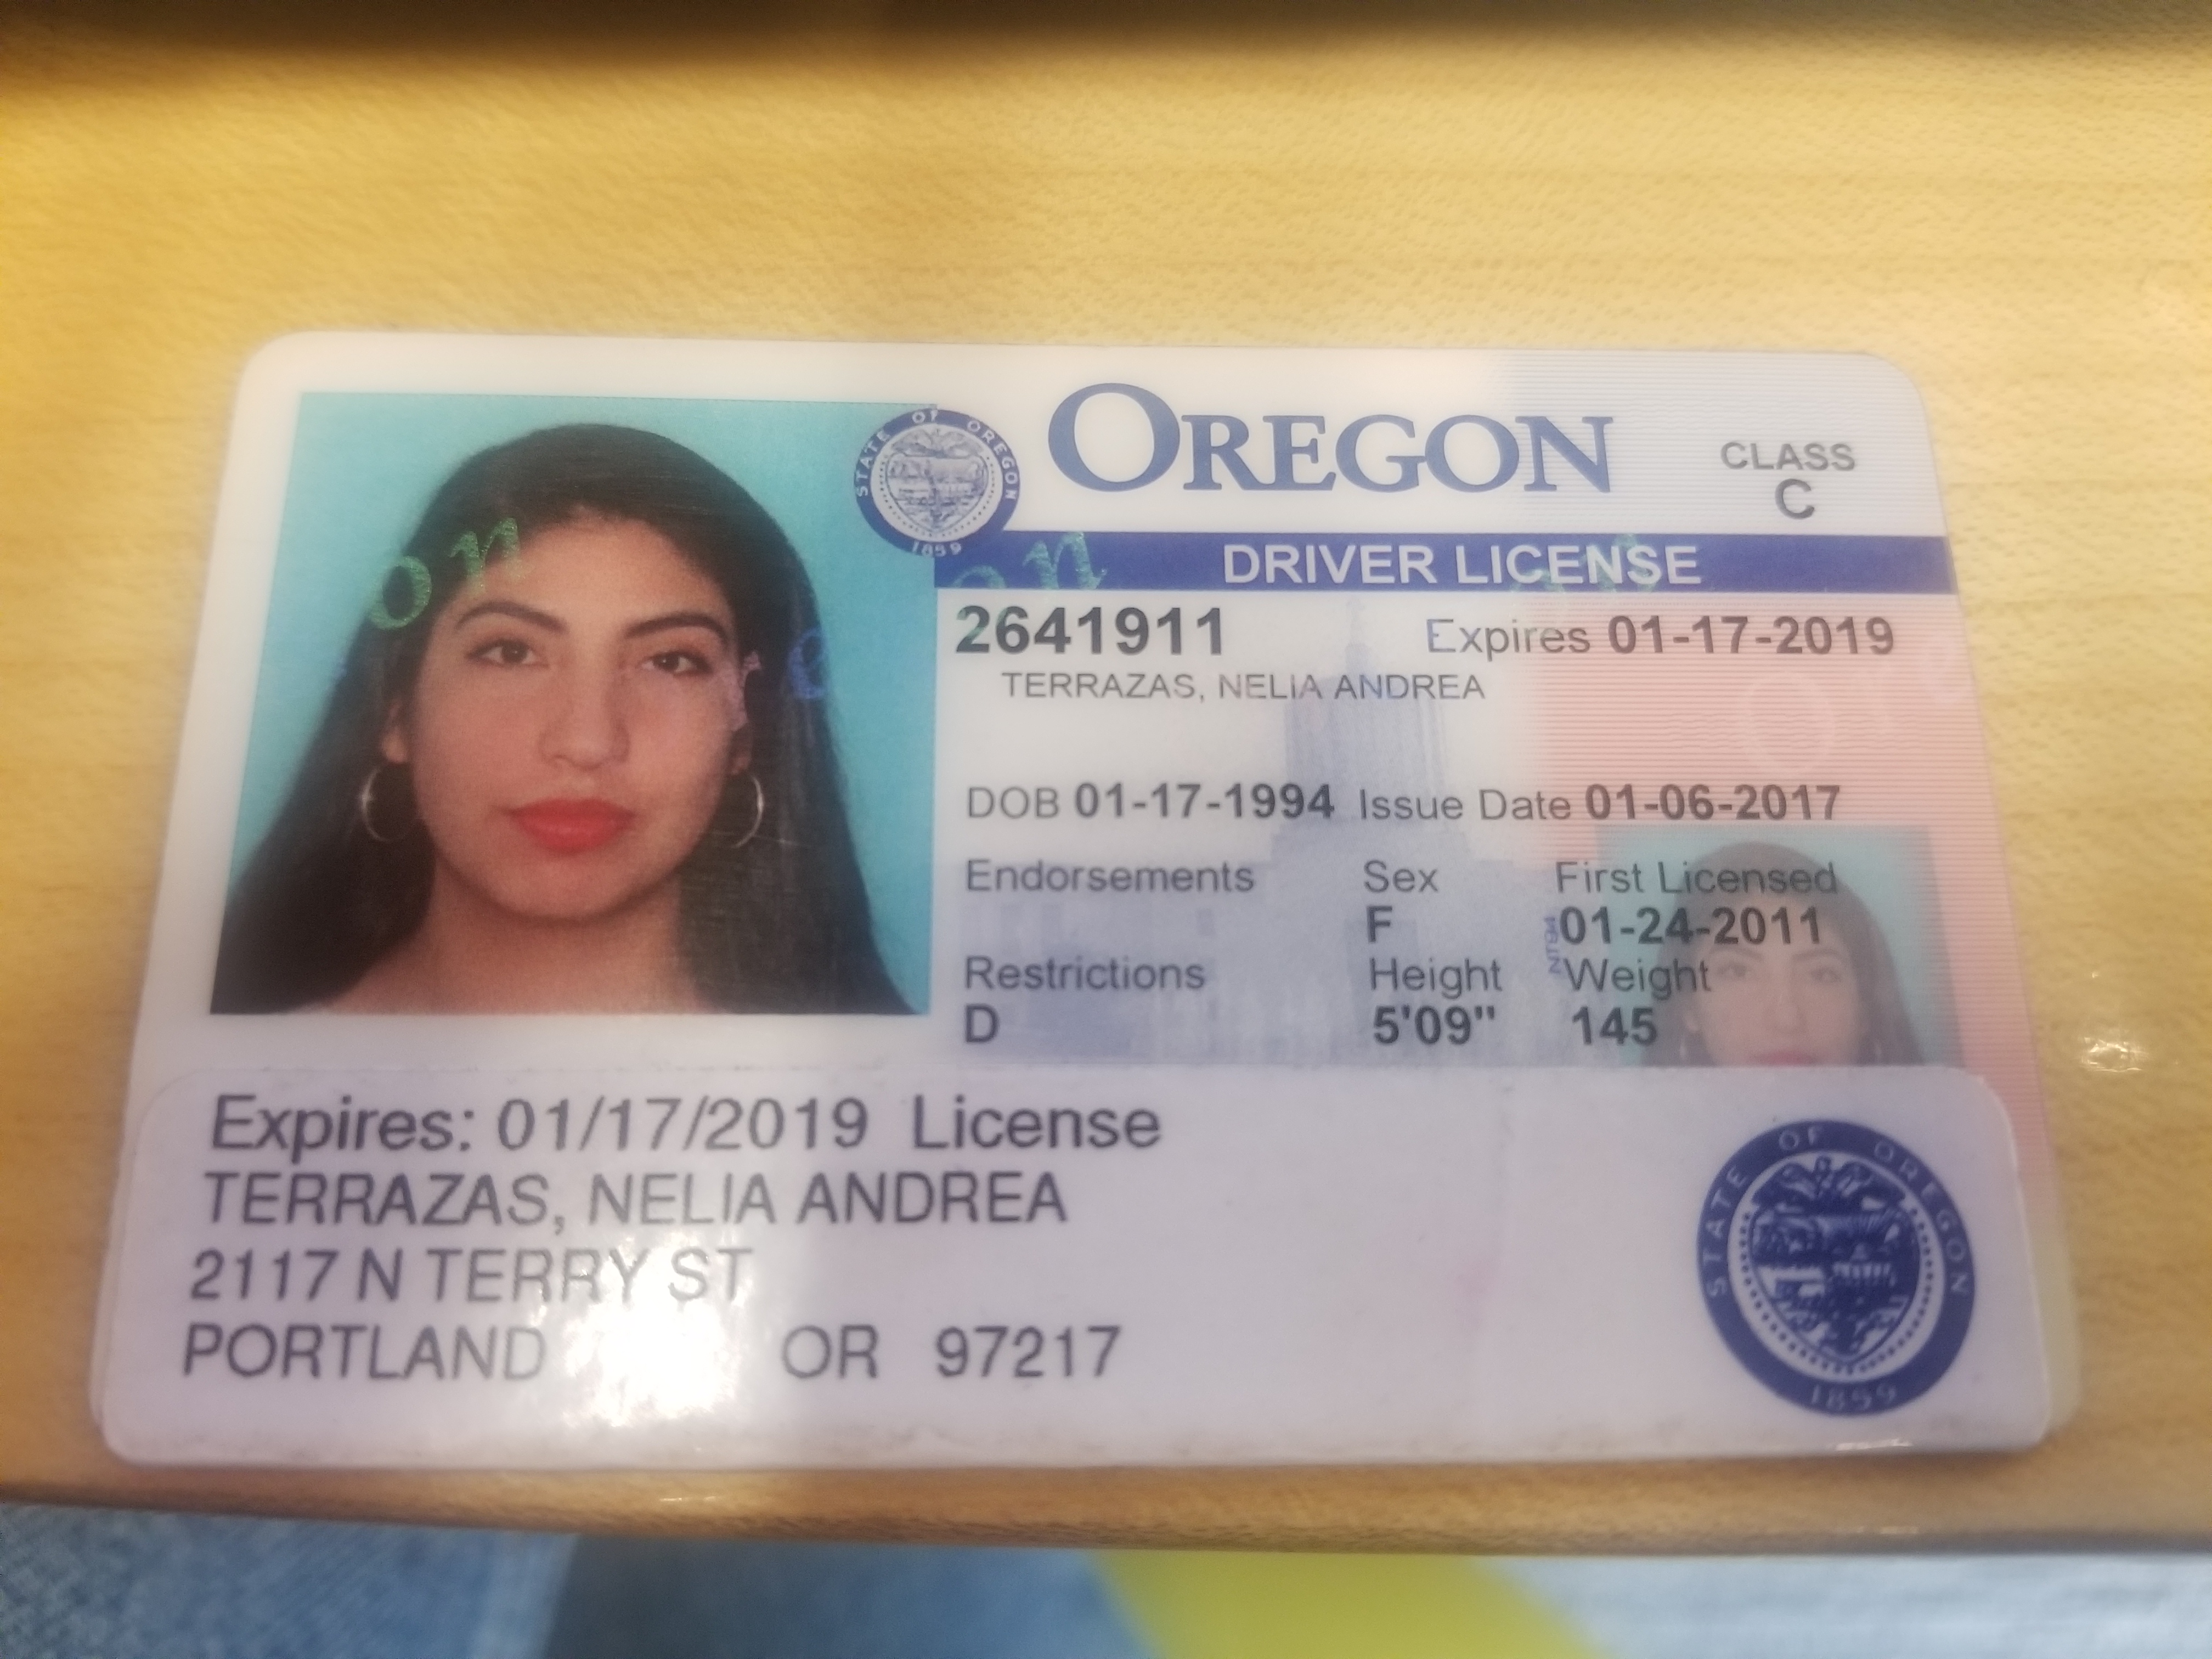 OREGON
CLASS
C
STATE OF OREGON
1859
DRIVER LICENSE
2641911 Expires 01-17-2019
TERRAZAS, NELIA ANDREA
DOB 01-17-1994 Issue Date 01-06-2017
Endorsements Sex First Licensed
F 01-24-2011
Restrictions Height Weight
D 5'09" 145
Expires: 01/17/2019 License
TERRAZAS, NELIA ANDREA
2117 N TERRY ST
PORTLAND OR 97217
STATE OF OREGON
1859